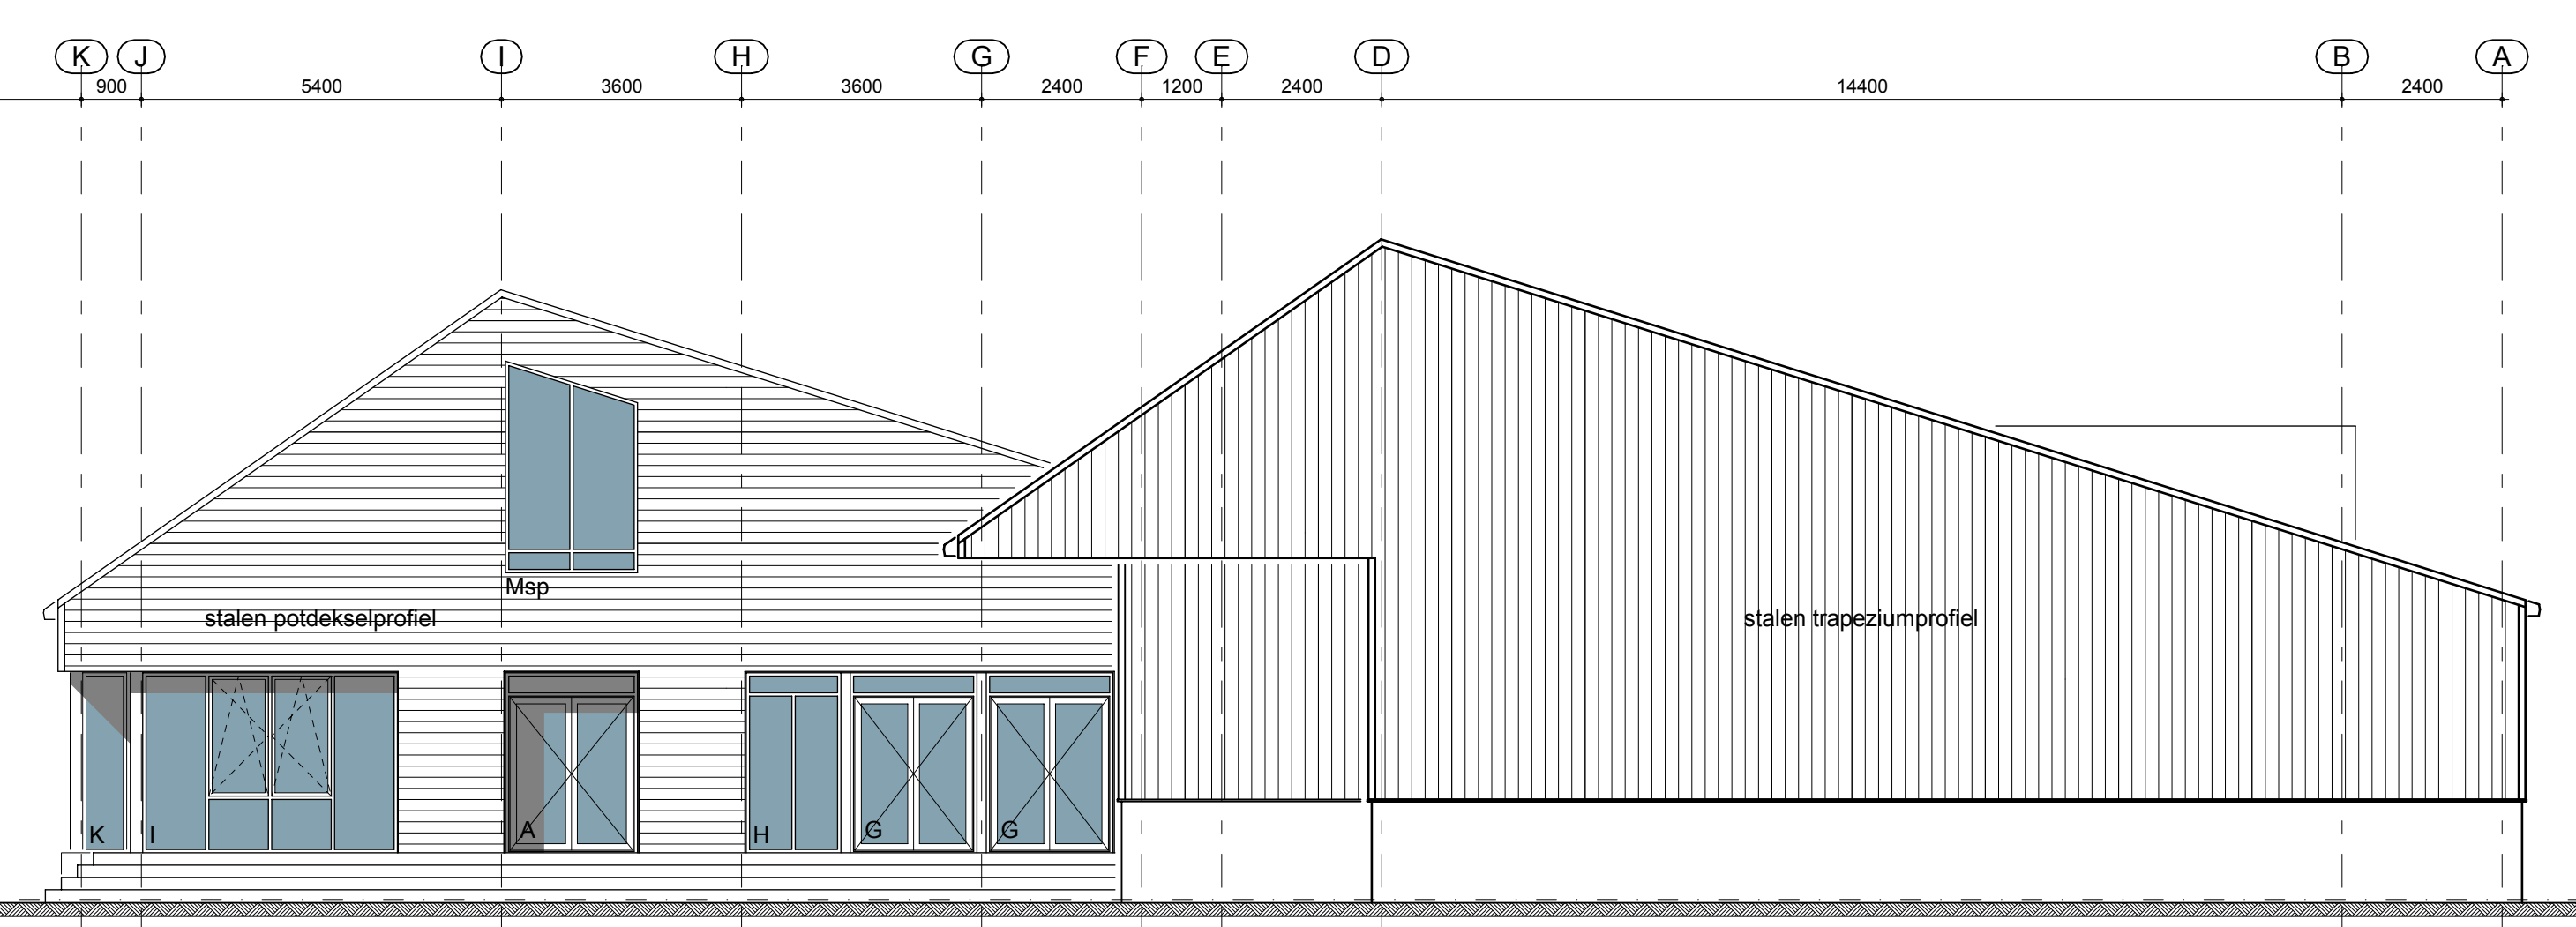 K J I H G F E D B A
900 5400 3600 3600 2400 1200 2400 14400 2400
Msp
stalen potdekselprofiel
stalen trapeziumprofiel
K I A H G G